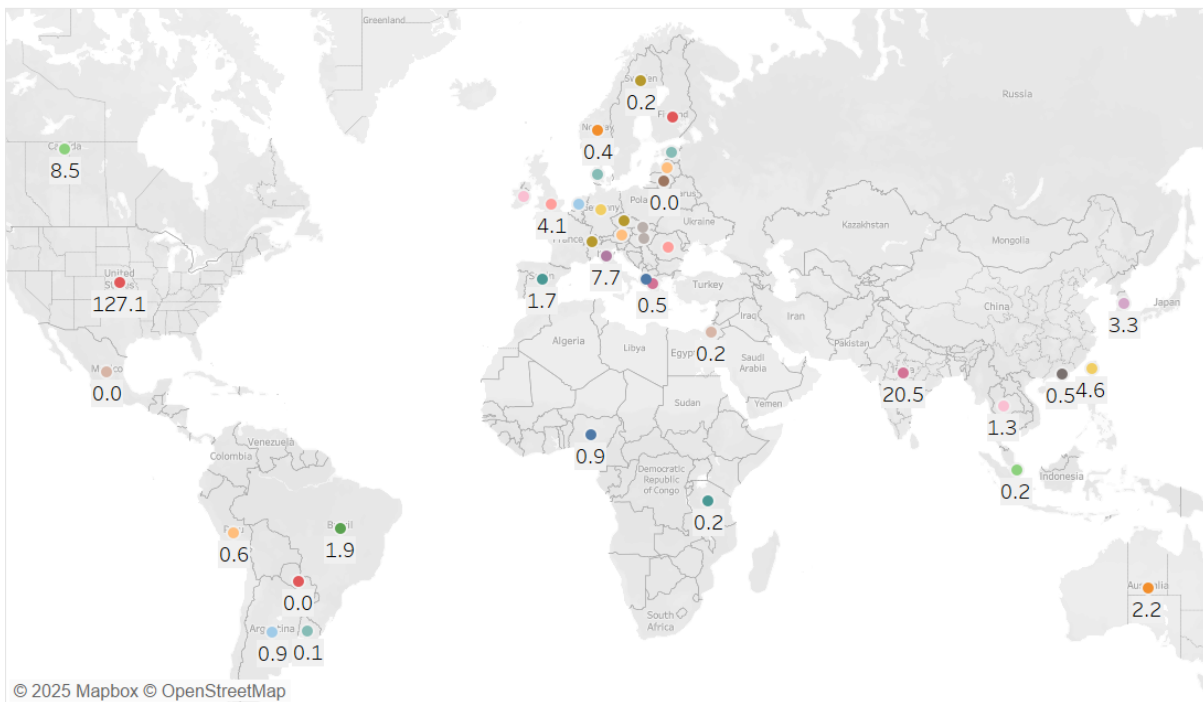 Greenland
Russia
Sweden
0.2
Finland
Norway
0.4
Canada
8.5
0.0
Ukraine
Kazakhstan
Mongolia
4.1
France
7.7
United
States
127.1
Spain
1.7
0.5
Turkey
China
Japan
3.3
Iraq
Iran
Pakistan
Algeria
Libya
Egypt
0.2
Saudi
Arabia
Mexico
0.0
20.5
0.5
4.6
Sudan
Yemen
1.3
Venezuela
Colombia
0.9
Democratic
Republic
of Congo
Indonesia
0.2
0.2
Peru
0.6
Brazil
1.9
0.0
Australia
2.2
South
Africa
Argentina
0.9
0.1
© 2025 Mapbox © OpenStreetMap